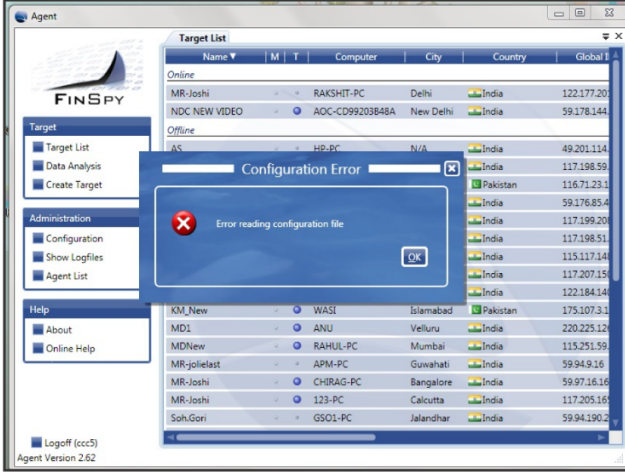 Agent
FINSPY
Target
Target List
Data Analysis
Create Target
Administration
Configuration
Show Logfiles
Agent List
Help
About
Online Help
Logoff (ccc5)
Agent Version 2.62
Target List
Name M T Computer City Country Global
Online
MR-Joshi RAKSHIT-PC Delhi India 122.177.20
NDC NEW VIDEO AOC-CD99203B48A New Delhi India 59.178.144.
Offline
AS HP-PC N/A India 49.201.114.
India 117.198.59.
Pakistan 116.71.23.1
India 59.176.85.4
India 117.199.20
India 117.198.51.
India 115.117.14
India 117.207.15
India 122.184.14
KM_New WASI Islamabad Pakistan 175.107.3.1
MD1 ANU Velluru India 220.225.12
MDNew RAHUL-PC Mumbai India 115.251.59.
MR-jolielast APM-PC Guwahati India 59.94.9.16
MR-Joshi CHIRAG-PC Bangalore India 59.97.16.16
MR-Joshi 123-PC Calcutta India 117.205.16
Soh.Gori GSO1-PC Jalandhar India 59.94.190.2
Configuration Error
Error reading configuration file
OK